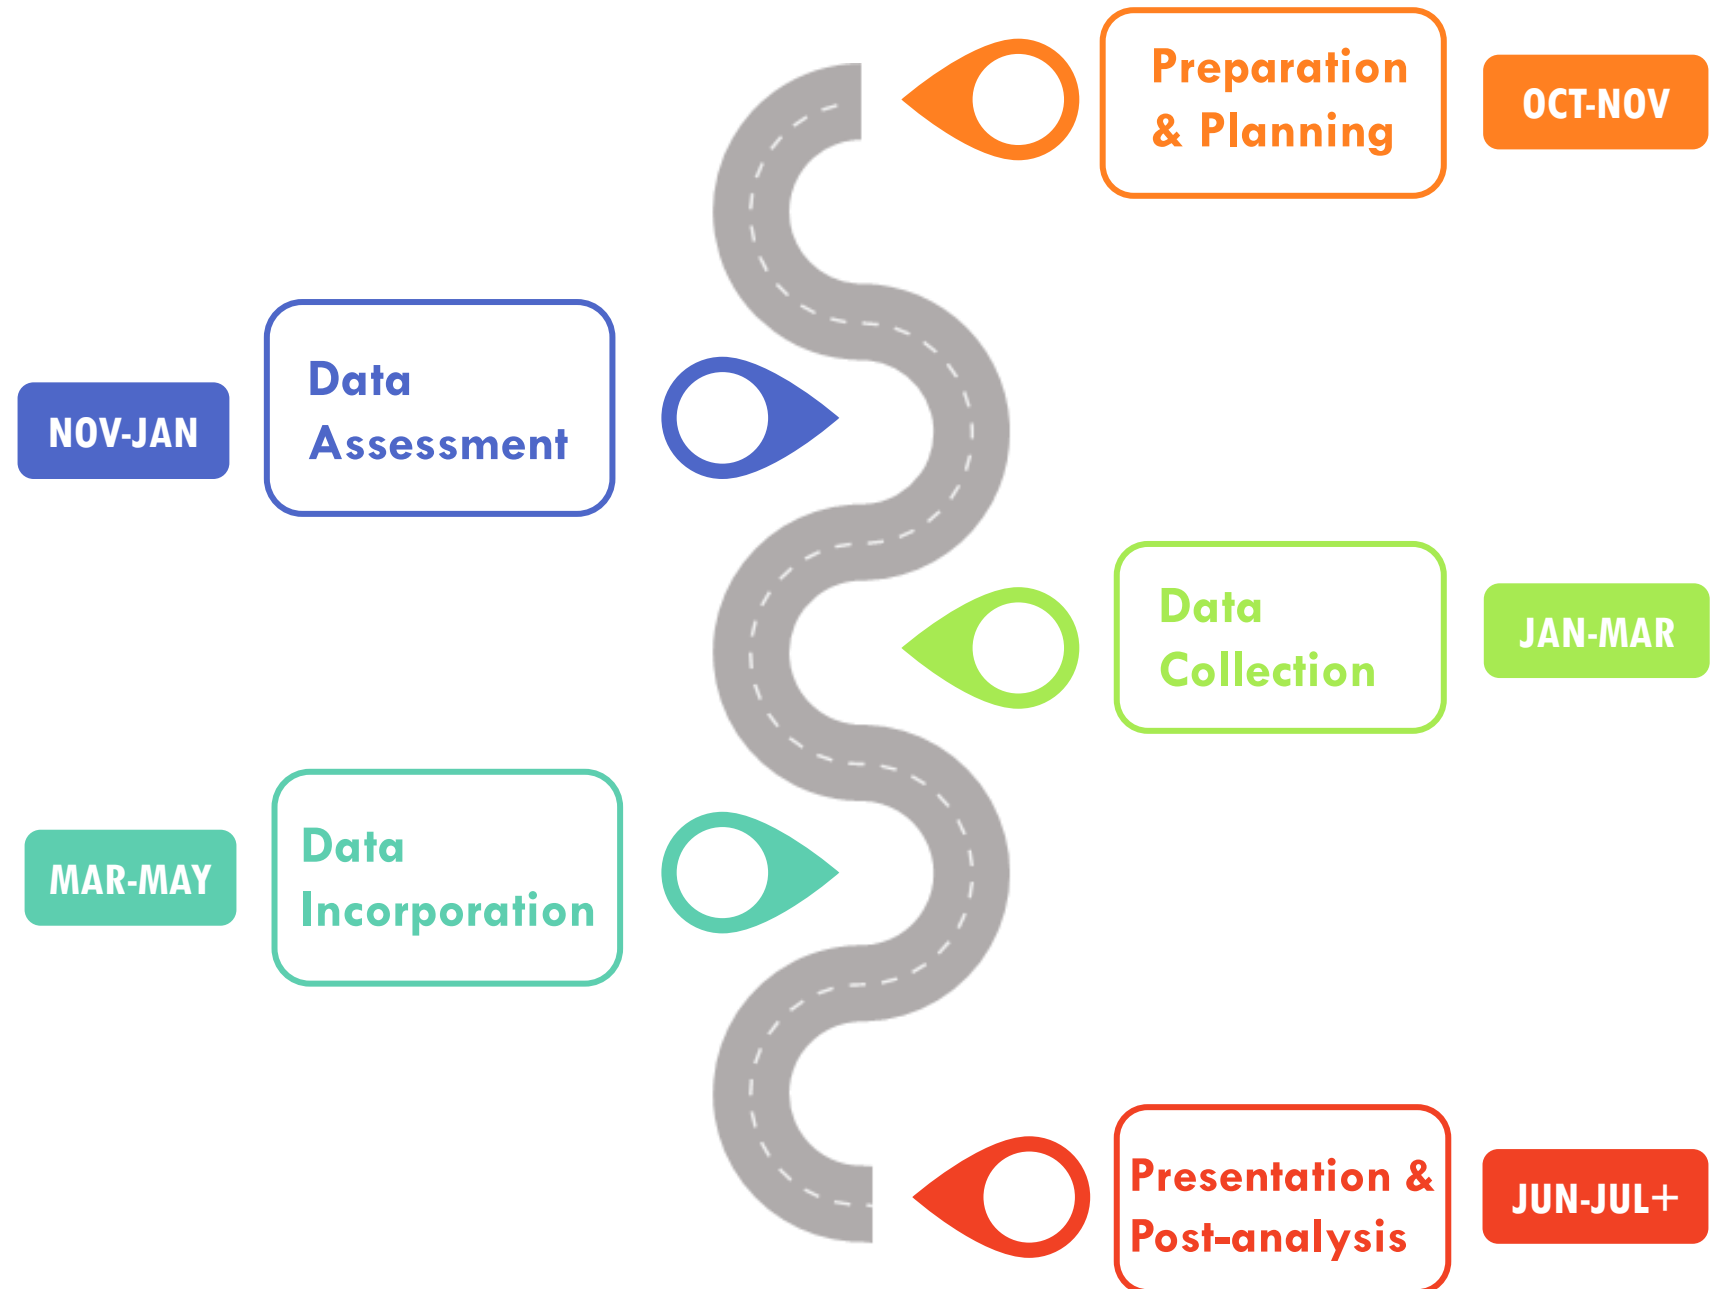 Preparation
& Planning
OCT-NOV
Data
Assessment
NOV-JAN
Data
Collection
JAN-MAR
Data
Incorporation
MAR-MAY
Presentation &
Post-analysis
JUN-JUL+